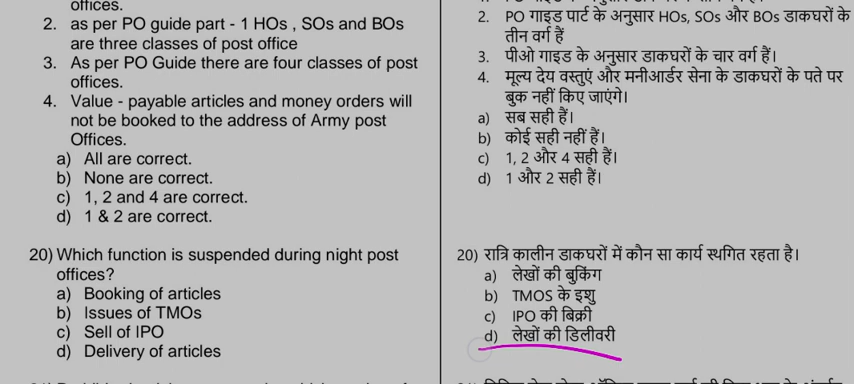 offices.
2. as per PO guide part - 1 HOs , SOs and BOs
are three classes of post office
3. As per PO Guide there are four classes of post
offices.
4. Value - payable articles and money orders will
not be booked to the address of Army post
Offices.
a) All are correct.
b) None are correct.
c) 1, 2 and 4 are correct.
d) 1 & 2 are correct.
20) Which function is suspended during night post
offices?
a) Booking of articles
b) Issues of TMOs
c) Sell of IPO
d) Delivery of articles
2. PO गाइड पार्ट के अनुसार HOs, SOs और BOs डाकघरों के
तीन वर्ग हैं
3. पीओ गाइड के अनुसार डाकघरों के चार वर्ग हैं।
4. मूल्य देय वस्तुएं और मनीआर्डर सेना के डाकघरों के पते पर
बुक नहीं किए जाएंगे।
a) सब सही हैं।
b) कोई सही नहीं हैं।
c) 1, 2 और 4 सही हैं।
d) 1 और 2 सही हैं।
20) रात्रि कालीन डाकघरों में कौन सा कार्य स्थगित रहता है।
a) लेखों की बुकिंग
b) TMOS के इशु
c) IPO की बिक्री
d) लेखों की डिलीवरी